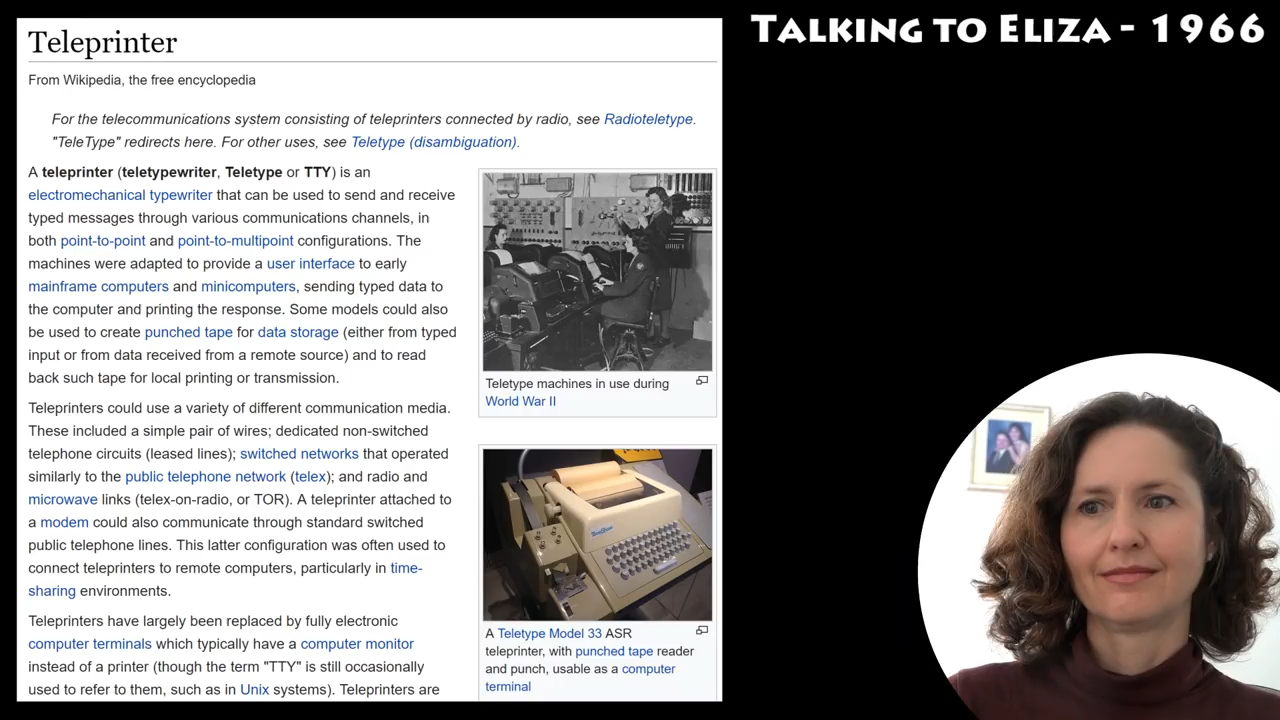 Teleprinter
From Wikipedia, the free encyclopedia
For the telecommunications system consisting of teleprinters connected by radio, see Radioteletype.
"TeleType" redirects here. For other uses, see Teletype (disambiguation).
A teleprinter (teletypewriter, Teletype or TTY) is an
electromechanical typewriter that can be used to send and receive
typed messages through various communications channels, in
both point-to-point and point-to-multipoint configurations. The
machines were adapted to provide a user interface to early
mainframe computers and minicomputers, sending typed data to
the computer and printing the response. Some models could also
be used to create punched tape for data storage (either from typed
input or from data received from a remote source) and to read
back such tape for local printing or transmission.
Teleprinters could use a variety of different communication media.
These included a simple pair of wires; dedicated non-switched
telephone circuits (leased lines); switched networks that operated
similarly to the public telephone network (telex); and radio and
microwave links (telex-on-radio, or TOR). A teleprinter attached to
a modem could also communicate through standard switched
public telephone lines. This latter configuration was often used to
connect teleprinters to remote computers, particularly in time-
sharing environments.
Teleprinters have largely been replaced by fully electronic
computer terminals which typically have a computer monitor
instead of a printer (though the term "TTY" is still occasionally
used to refer to them, such as in Unix systems). Teleprinters are
Teletype machines in use during
World War II
A Teletype Model 33 ASR
teleprinter, with punched tape reader
and punch, usable as a computer
terminal
Talking to Eliza - 1966